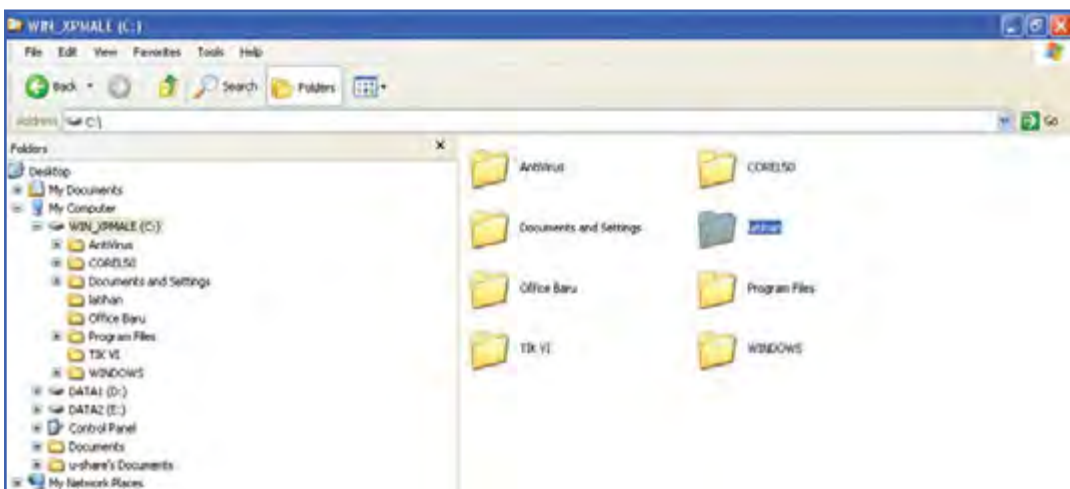 WIN_XPMALE (C:)
File Edit View Favorites Tools Help
Back Search Folders
Address C:\ Go
Folders x
Desktop
My Documents
My Computer
WIN_XPMALE (C:)
AntiVirus
COREL50
Documents and Settings
latihan
Office Baru
Program Files
TIK VI
WINDOWS
DATA1 (D:)
DATA2 (E:)
Control Panel
Documents
u-share's Documents
My Network Places
AntiVirus COREL50
Documents and Settings latihan
Office Baru Program Files
TIK VI WINDOWS